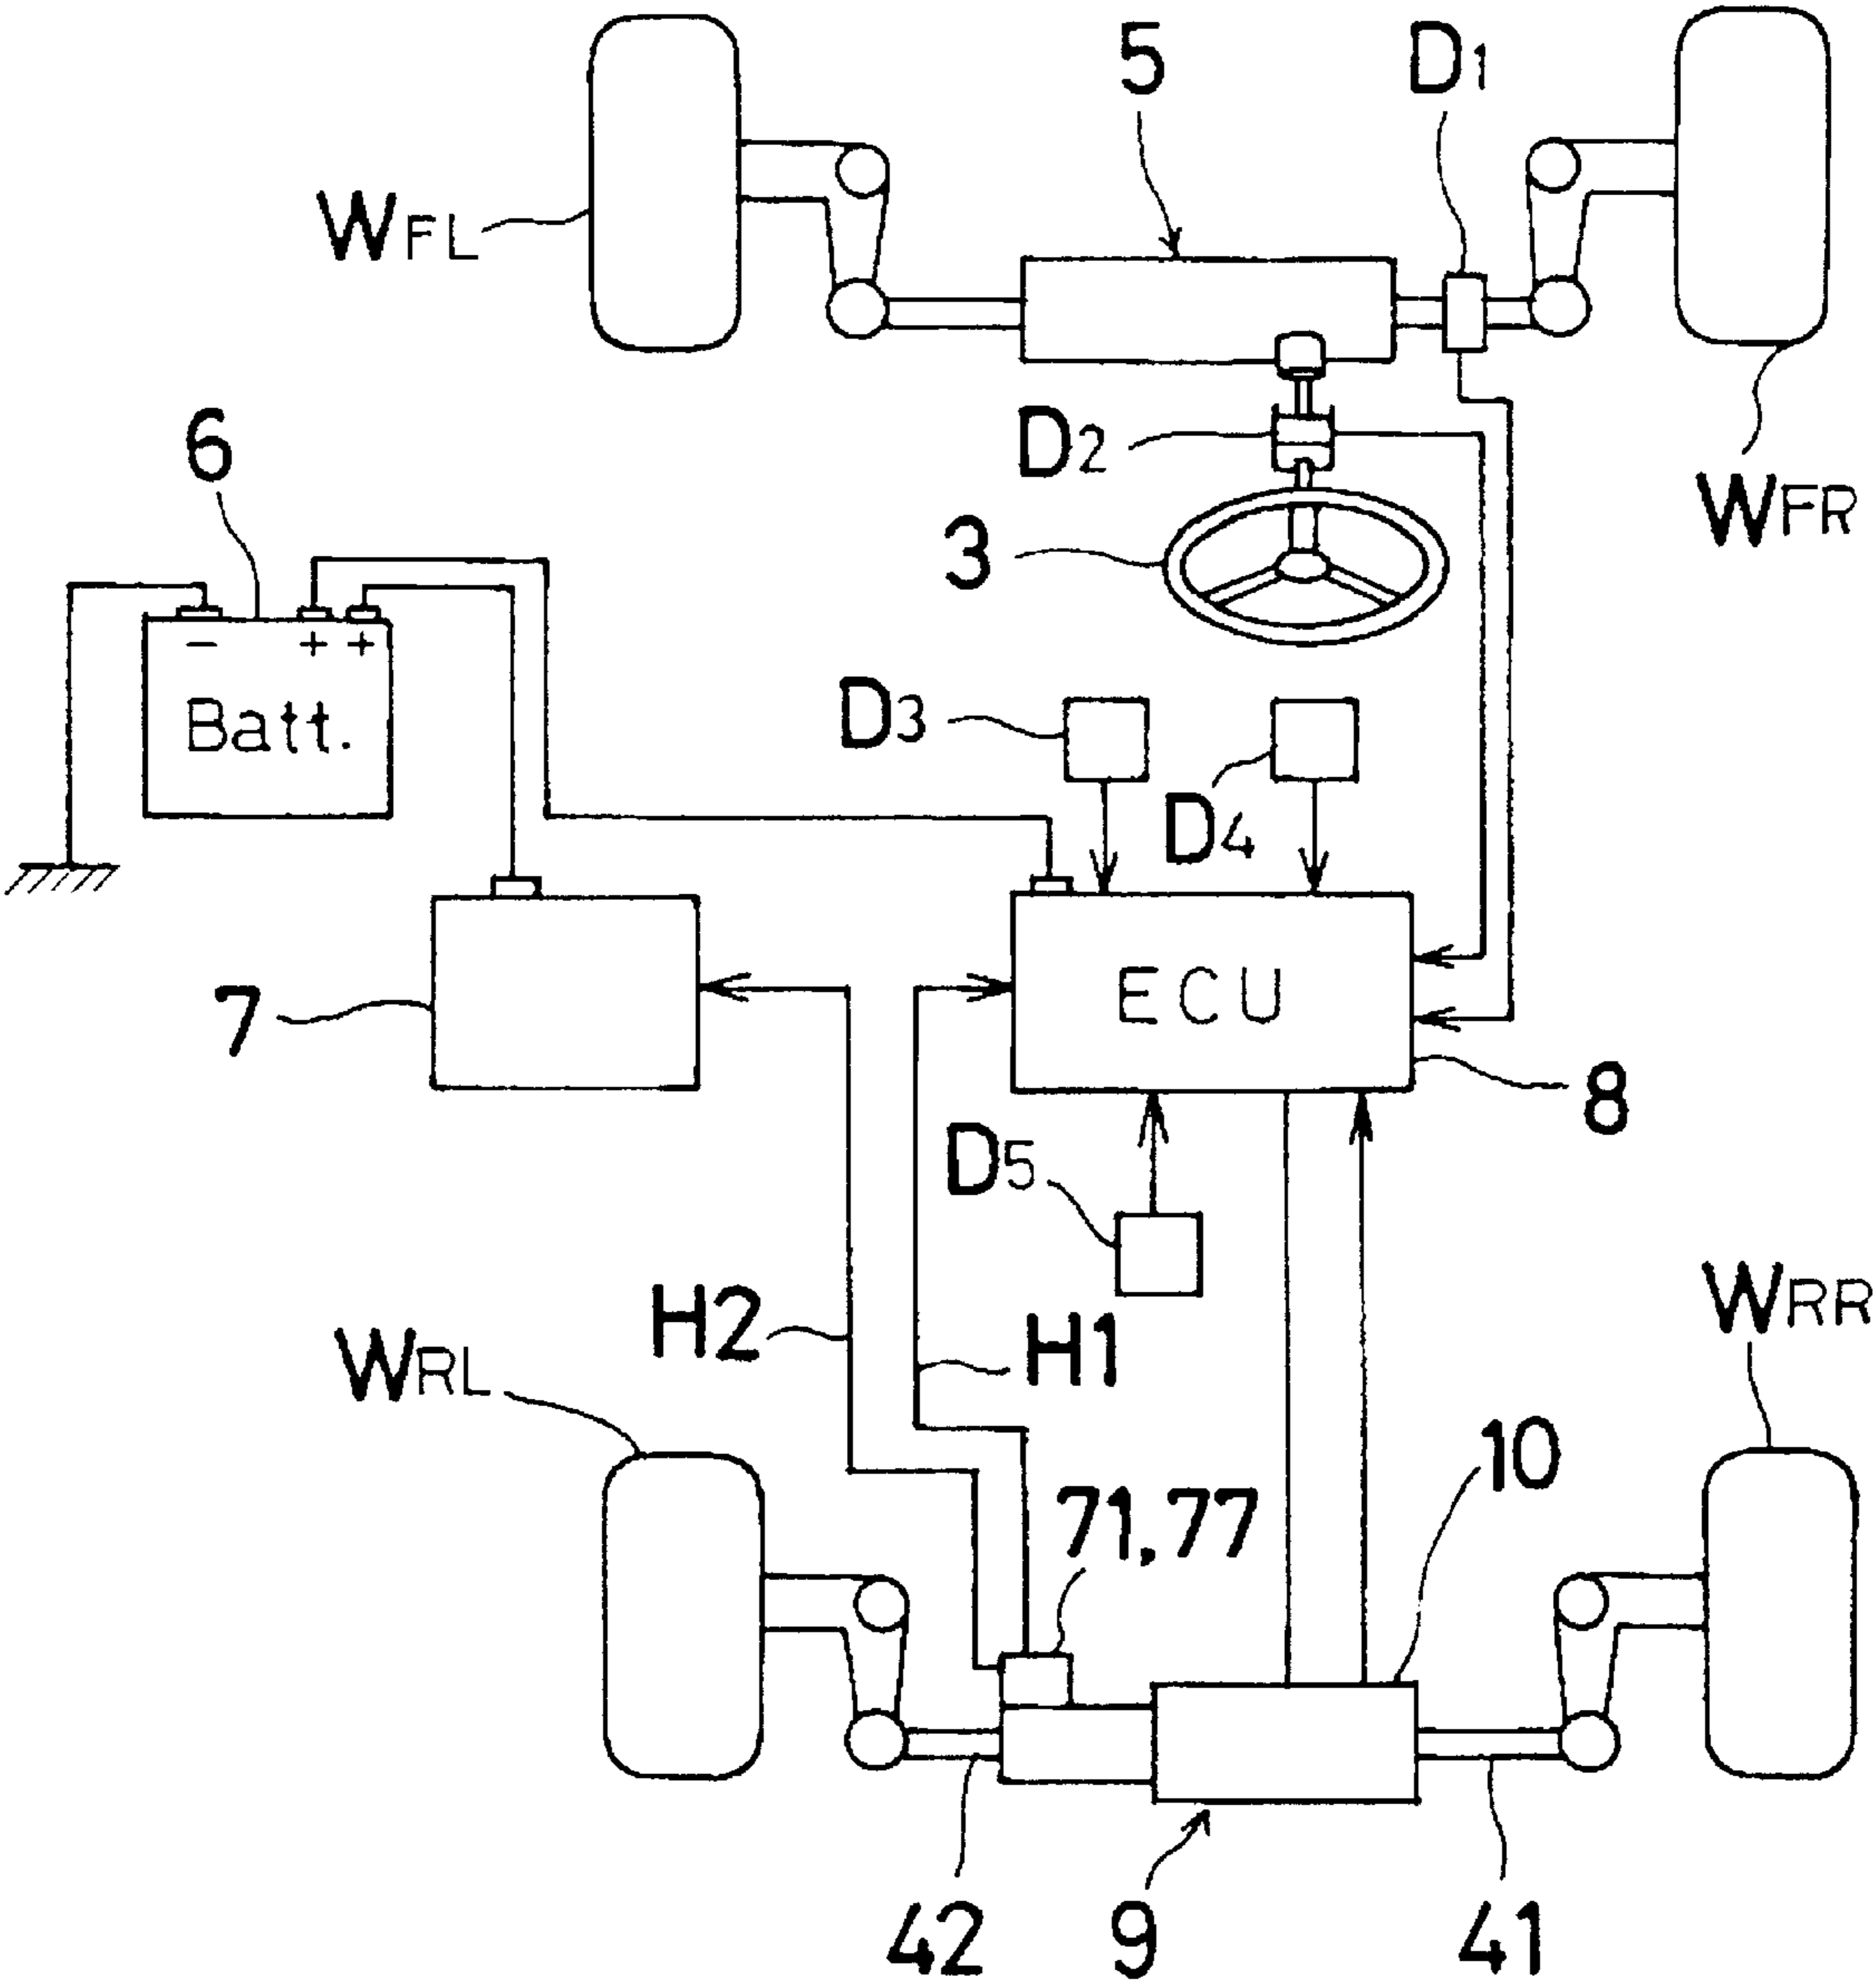 5 D1
WFL
6 D2 WFR
3
− + +
Batt.
D3
D4
7 ECU
8
D5
H2 H1 WRR
WRL
10
71,77
42 9 41